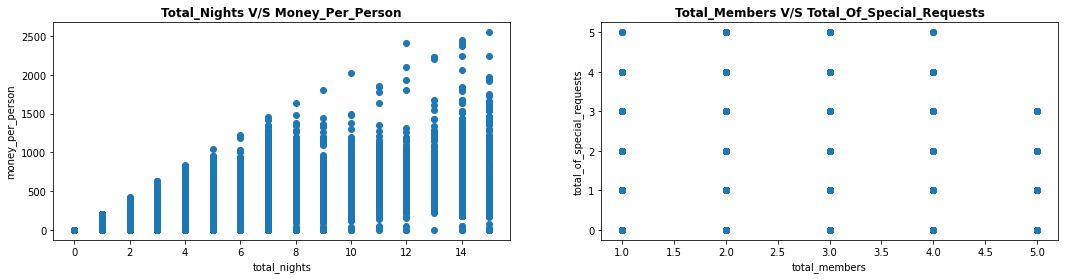 Total_Nights V/S Money_Per_Person
2500
2000
1500
1000
500
0
money_per_person
0 2 4 6 8 10 12 14
total_nights
Total_Members V/S Total_Of_Special_Requests
5
4
3
2
1
0
total_of_special_requests
1.0 1.5 2.0 2.5 3.0 3.5 4.0 4.5 5.0
total_members